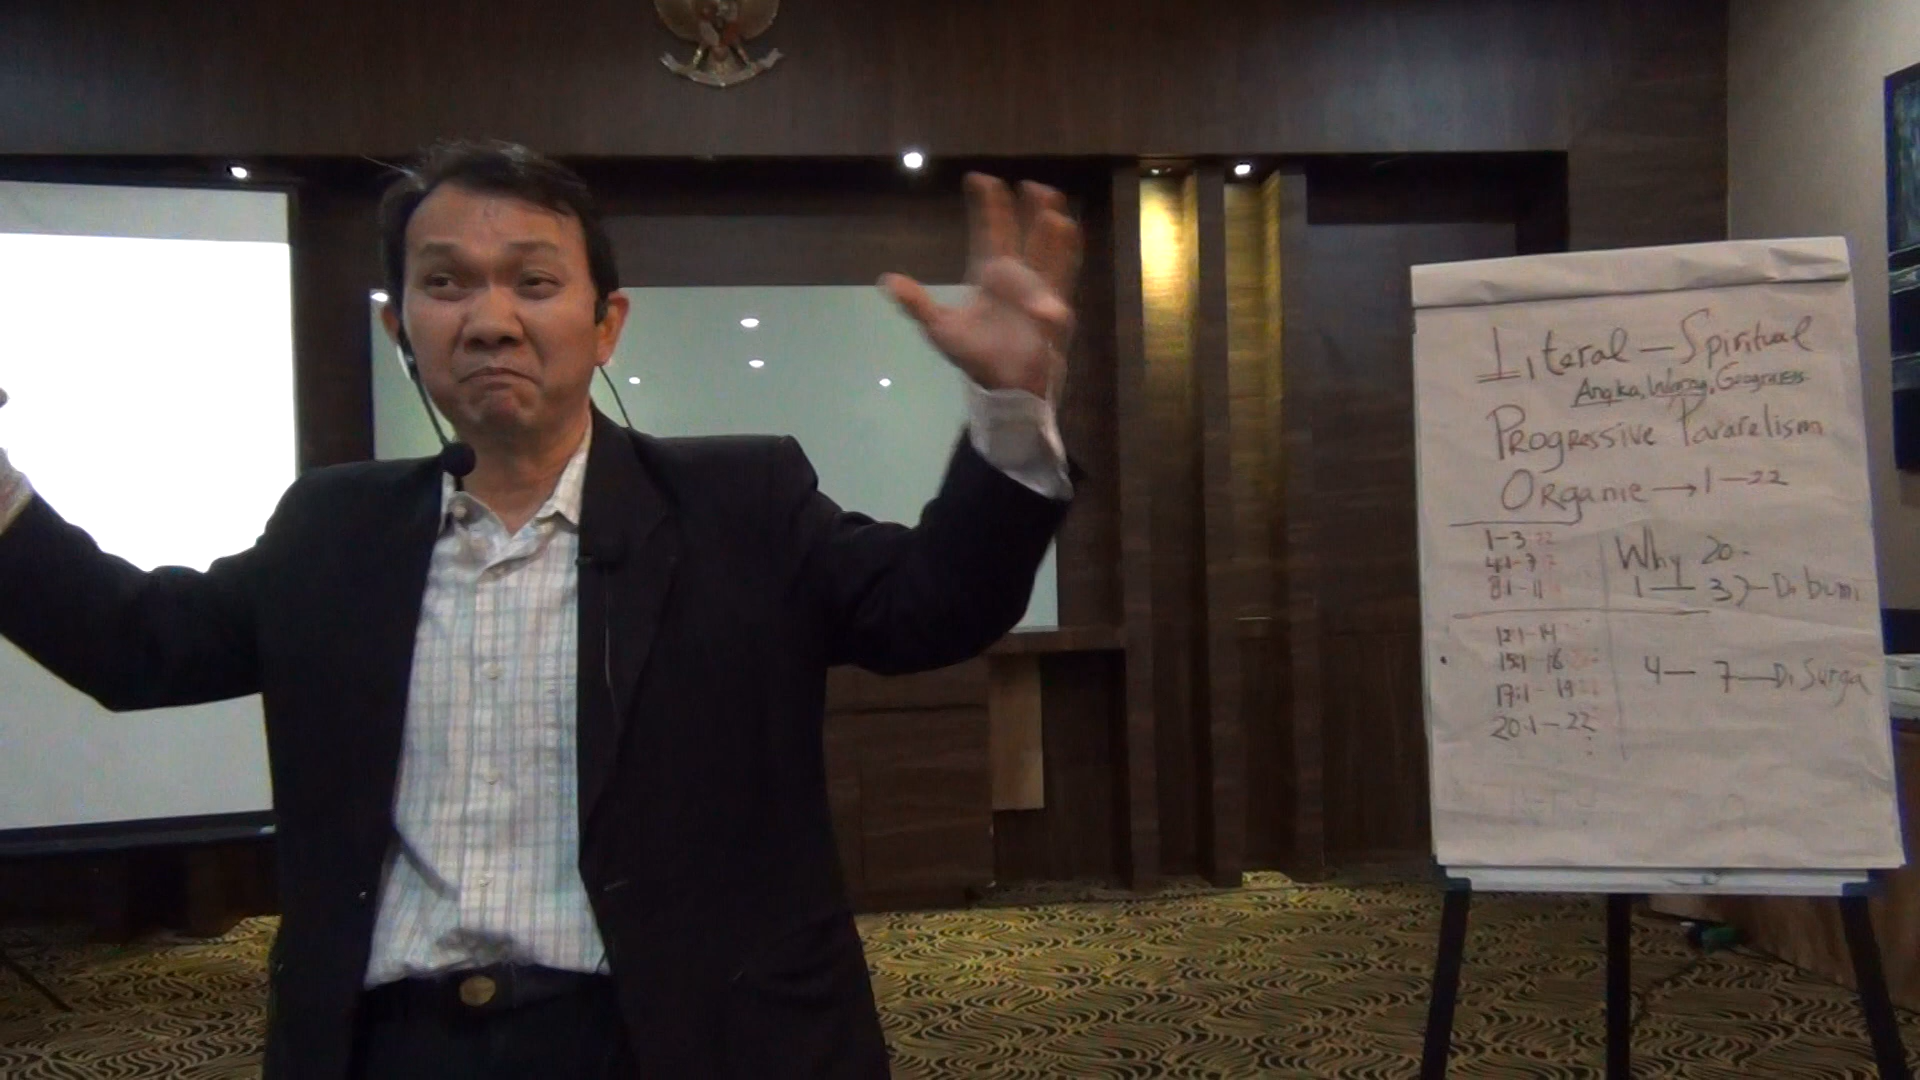 Literal — Spiritual
Angka, Warna, Geografis
Progressive Pararelism
Organic → 1 — 22
1 – 3
4:1 – 7
8:1 – 11
12:1 – 14
15:1 – 16
17:1 – 19
20:1 – 22
Why 20:
1 — 3 Di bumi
4 — 7 — Di Surga